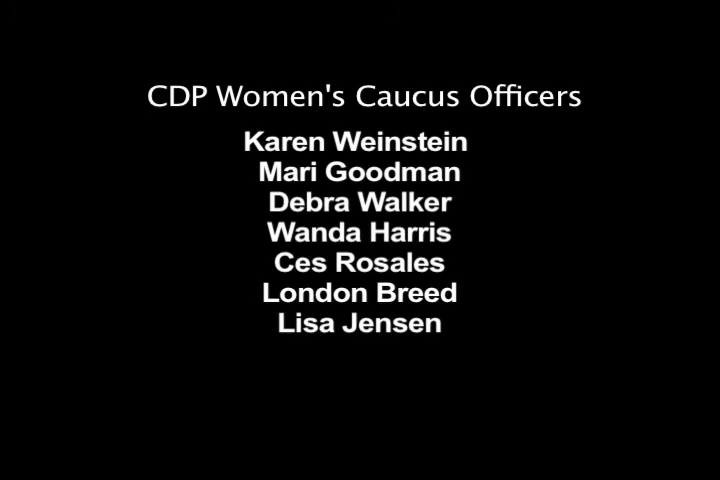 CDP Women's Caucus Officers
Karen Weinstein
Mari Goodman
Debra Walker
Wanda Harris
Ces Rosales
London Breed
Lisa Jensen